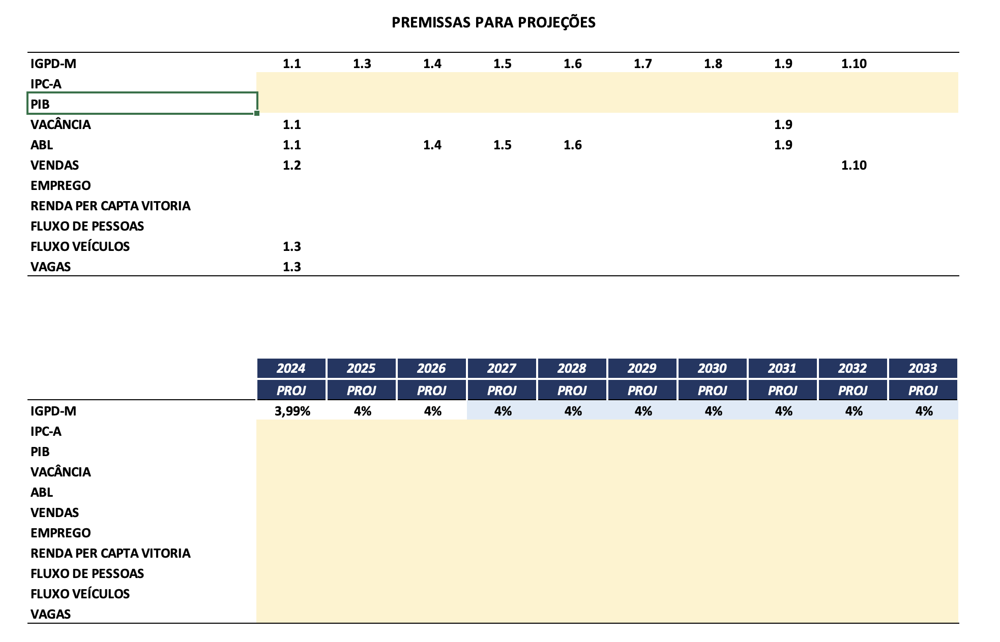 PREMISSAS PARA PROJEÇÕES
IGPD-M 1.1 1.3 1.4 1.5 1.6 1.7 1.8 1.9 1.10
IPC-A
PIB
VACÂNCIA 1.1 1.9
ABL 1.1 1.4 1.5 1.6 1.9
VENDAS 1.2 1.10
EMPREGO
RENDA PER CAPTA VITORIA
FLUXO DE PESSOAS
FLUXO VEÍCULOS 1.3
VAGAS 1.3
2024 2025 2026 2027 2028 2029 2030 2031 2032 2033
PROJ PROJ PROJ PROJ PROJ PROJ PROJ PROJ PROJ PROJ
IGPD-M 3,99% 4% 4% 4% 4% 4% 4% 4% 4% 4%
IPC-A
PIB
VACÂNCIA
ABL
VENDAS
EMPREGO
RENDA PER CAPTA VITORIA
FLUXO DE PESSOAS
FLUXO VEÍCULOS
VAGAS